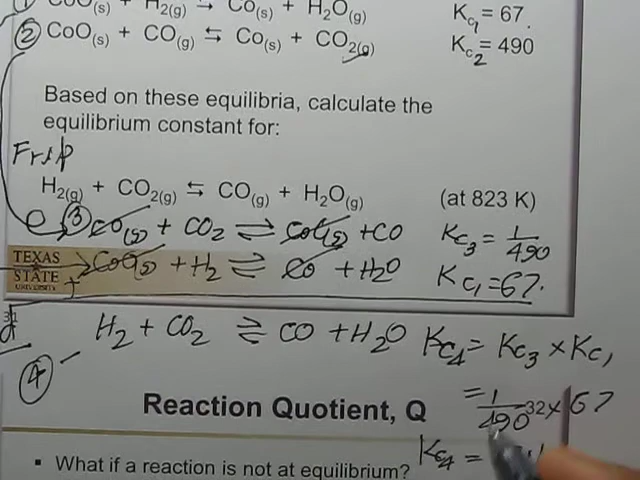 ① CoO(s) + H2(g) ⇆ Co(s) + H2O(g) Kc1 = 67.
② CoO(s) + CO(g) ⇆ Co(s) + CO2(g) Kc2 = 490
Based on these equilibria, calculate the
equilibrium constant for:
H2(g) + CO2(g) ⇆ CO(g) + H2O(g) (at 823 K)
③ Co(s) + CO2 ⇌ CoO(s) + CO Kc3 = 1/490
TEXAS STATE UNIVERSITY
CoO(s) + H2 ⇌ Co + H2O Kc1 = 67.
+
31
④ H2 + CO2 ⇌ CO + H2O Kc4 = Kc3 × Kc1
= 1/490 × 67
32
Reaction Quotient, Q
Kc4 =
▪ What if a reaction is not at equilibrium?